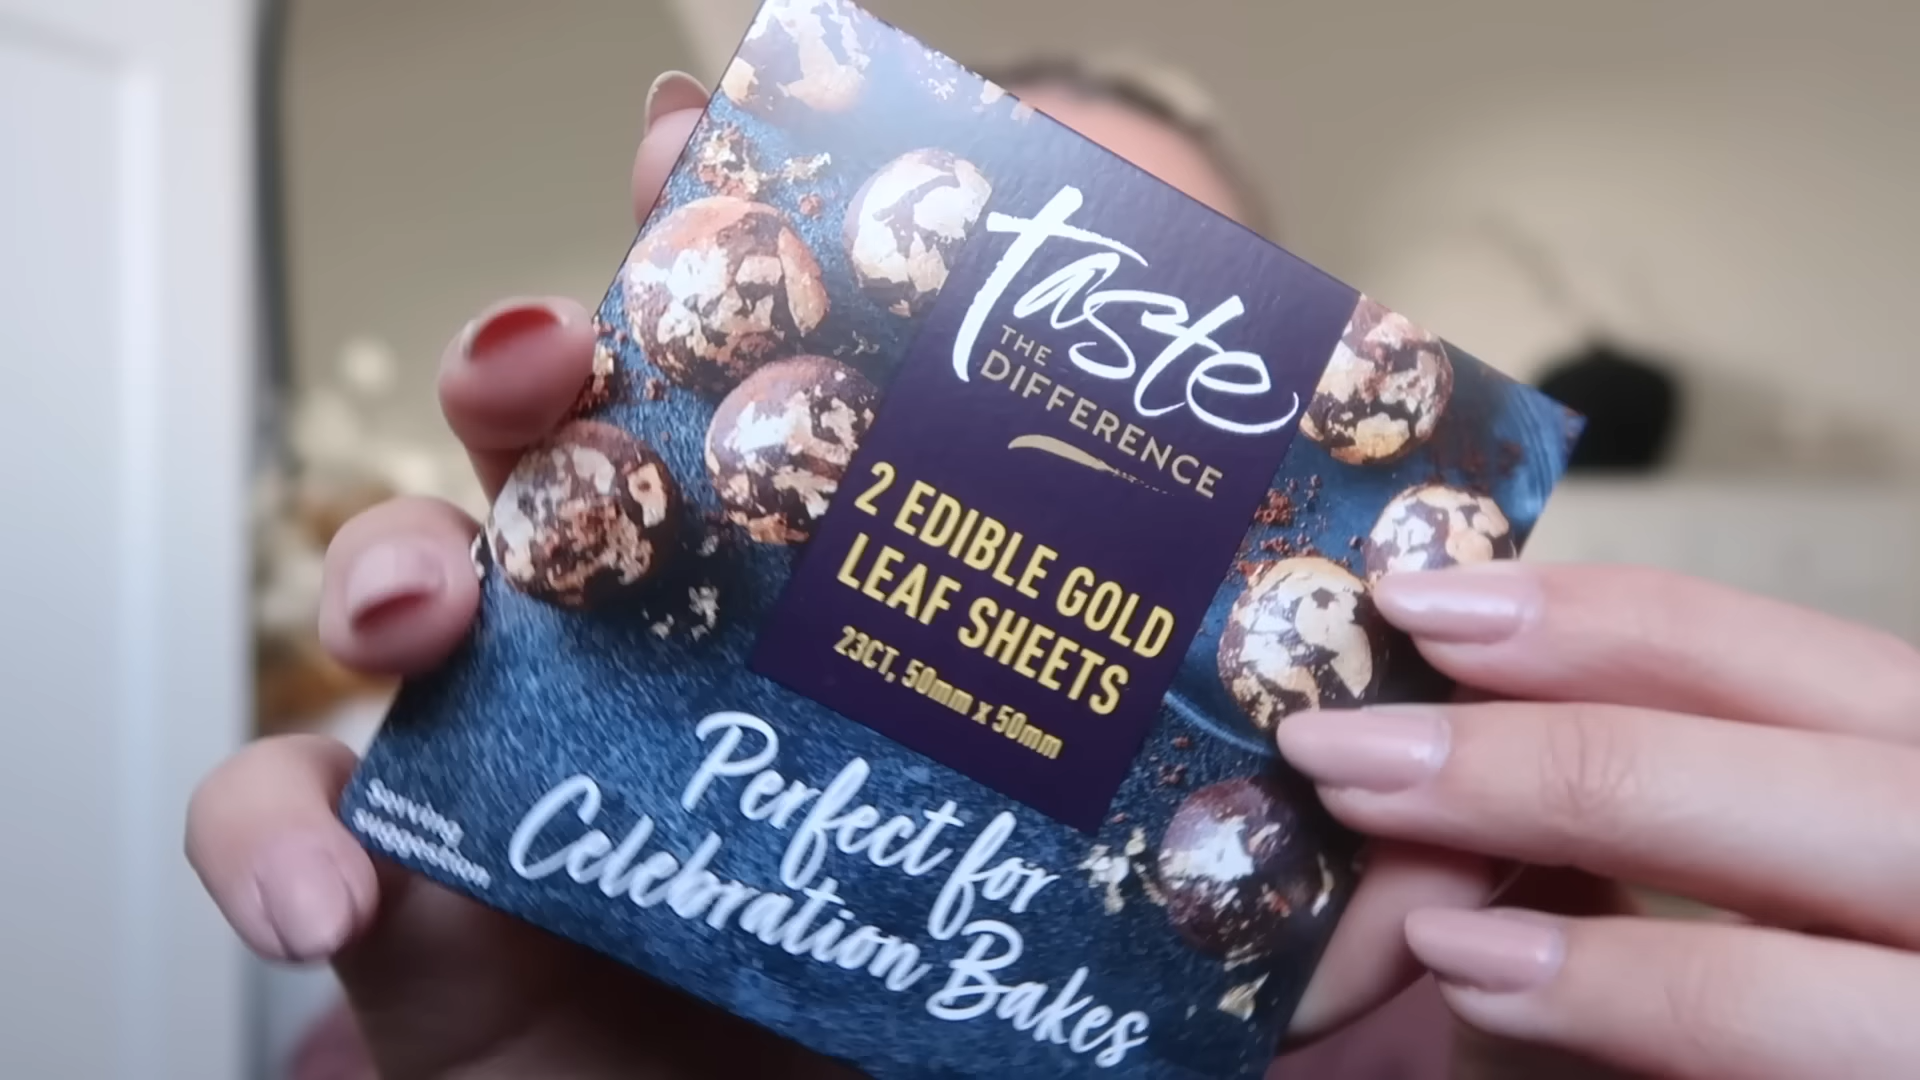 taste
THE
DIFFERENCE
2 EDIBLE GOLD
LEAF SHEETS
23CT, 50mm x 50mm
Perfect for
Celebration Bakes
Serving
suggestion